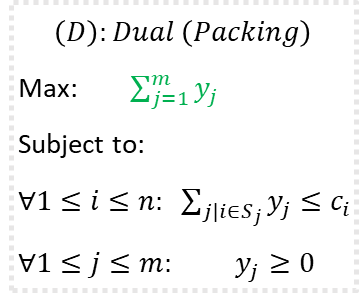 (D): Dual (Packing)
Max: ∑_{j=1}^{m} y_j
Subject to:
∀1 ≤ i ≤ n: ∑_{j|i∈S_j} y_j ≤ c_i
∀1 ≤ j ≤ m: y_j ≥ 0